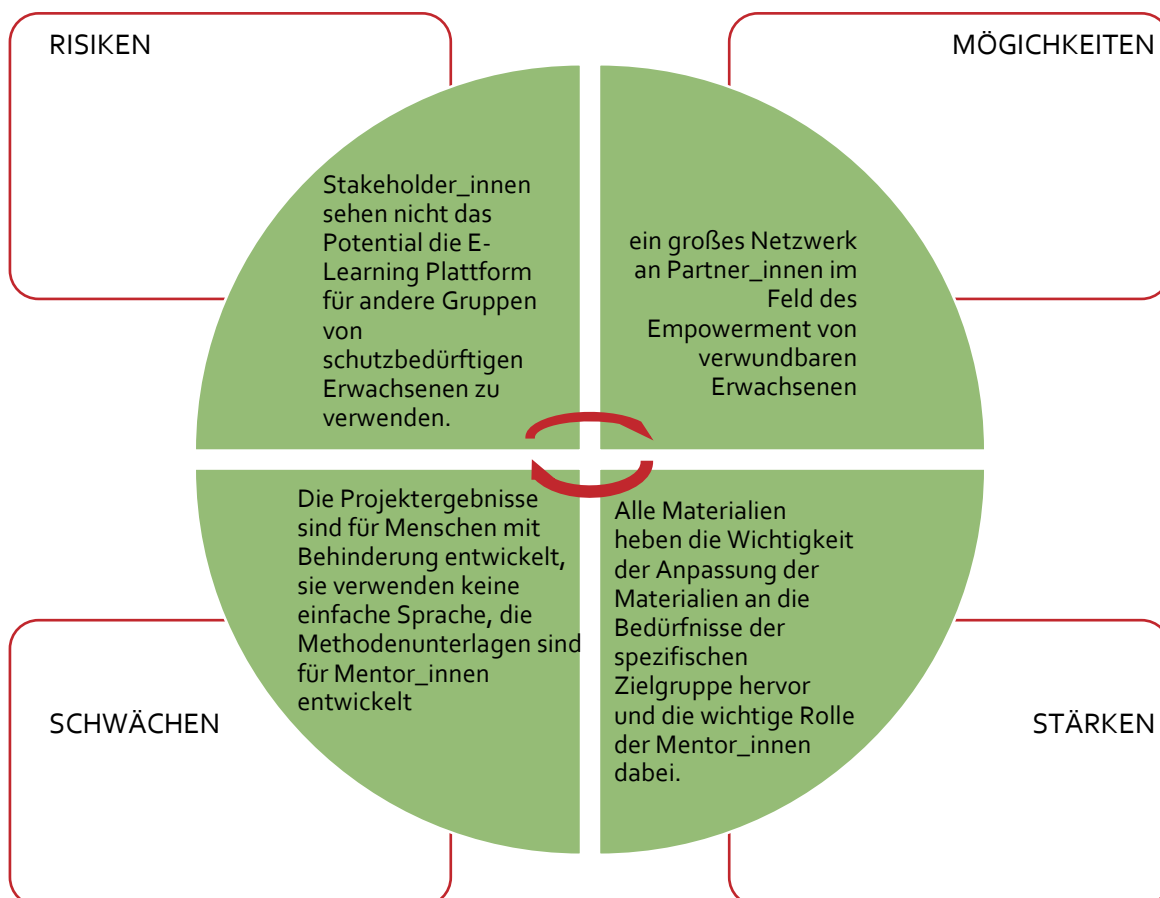 RISIKEN
Stakeholder_innen
sehen nicht das
Potential die E-
Learning Plattform
für andere Gruppen
von
schutzbedürftigen
Erwachsenen zu
verwenden.
MÖGICHKEITEN
ein großes Netzwerk
an Partner_innen im
Feld des
Empowerment von
verwundbaren
Erwachsenen
SCHWÄCHEN
Die Projektergebnisse
sind für Menschen mit
Behinderung entwickelt,
sie verwenden keine
einfache Sprache, die
Methodenunterlagen sind
für Mentor_innen
entwickelt
STÄRKEN
Alle Materialien
heben die Wichtigkeit
der Anpassung der
Materialien an die
Bedürfnisse der
spezifischen
Zielgruppe hervor
und die wichtige Rolle
der Mentor_innen
dabei.